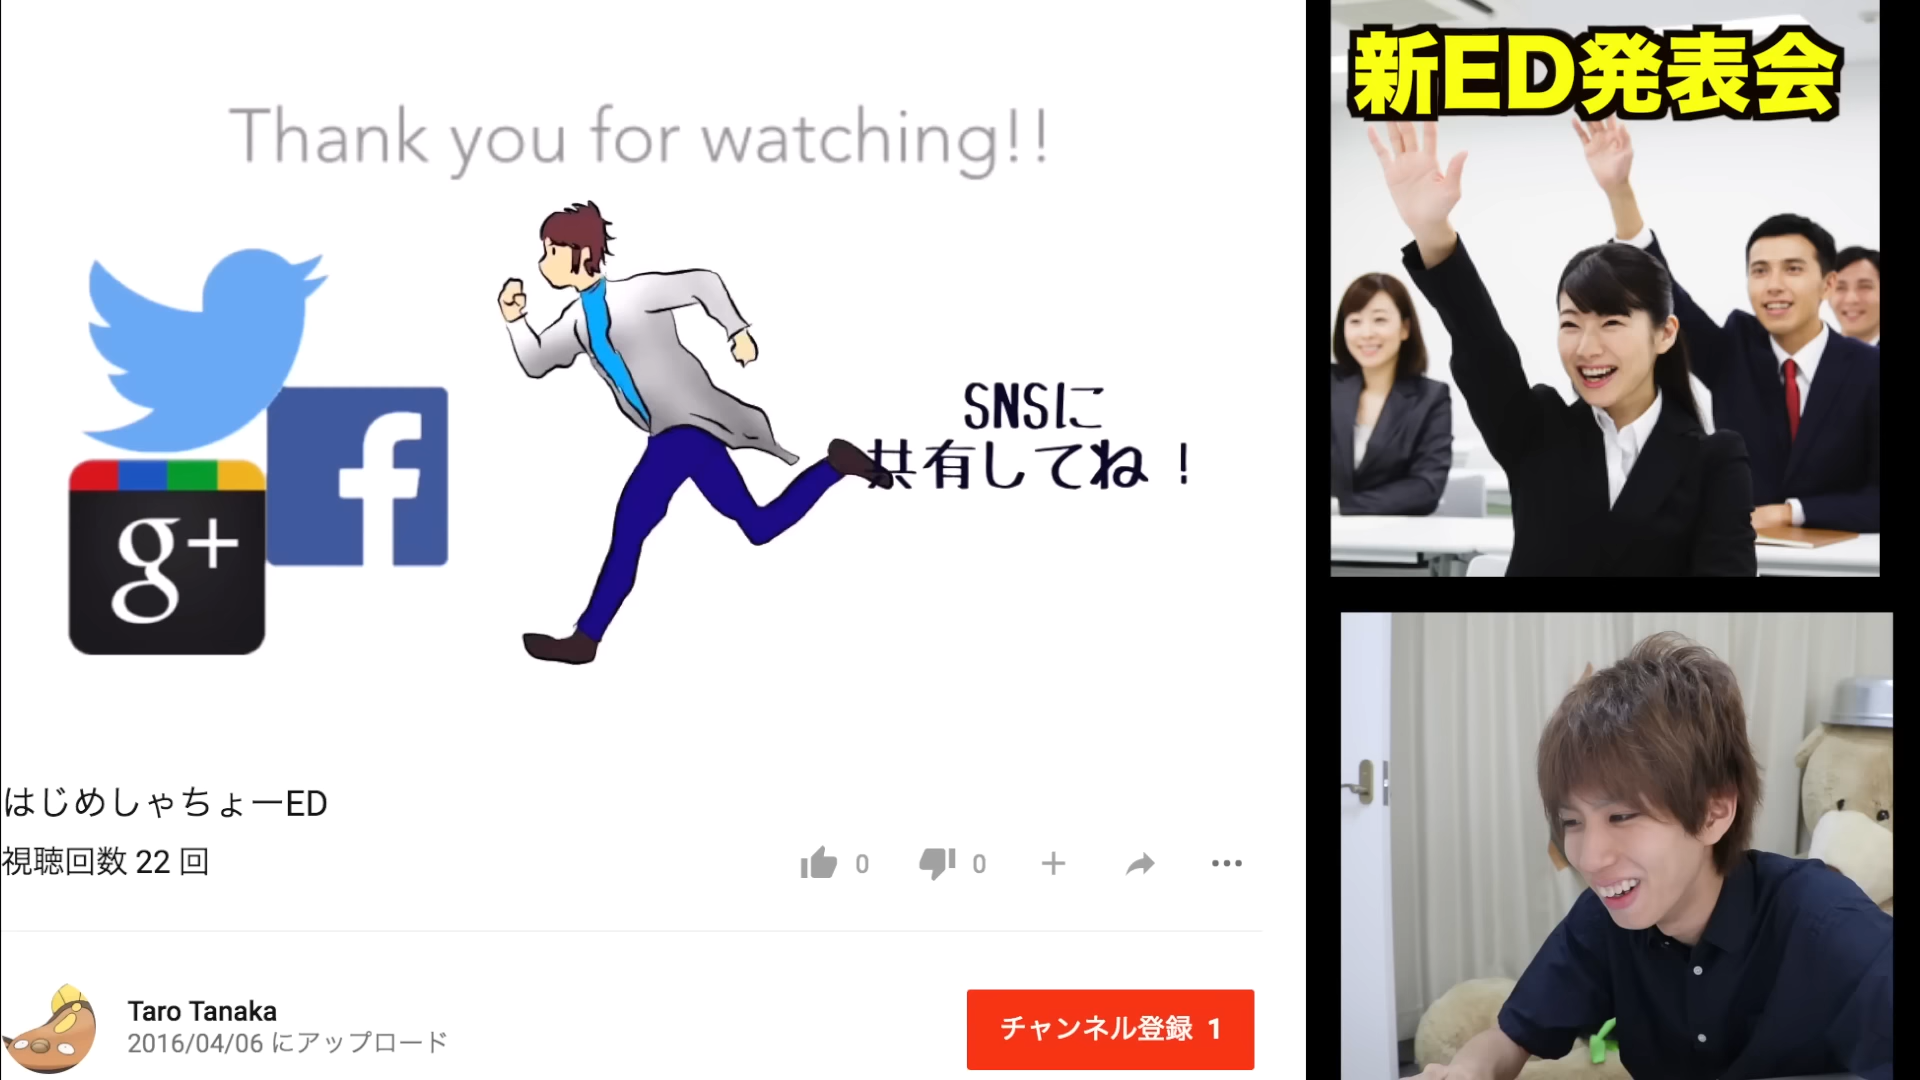 Thank you for watching!!
新ED発表会
f
g+
SNSに
共有してね！
はじめしゃちょーED
視聴回数 22 回
0
0
Taro Tanaka
2016/04/06 にアップロード
チャンネル登録 1